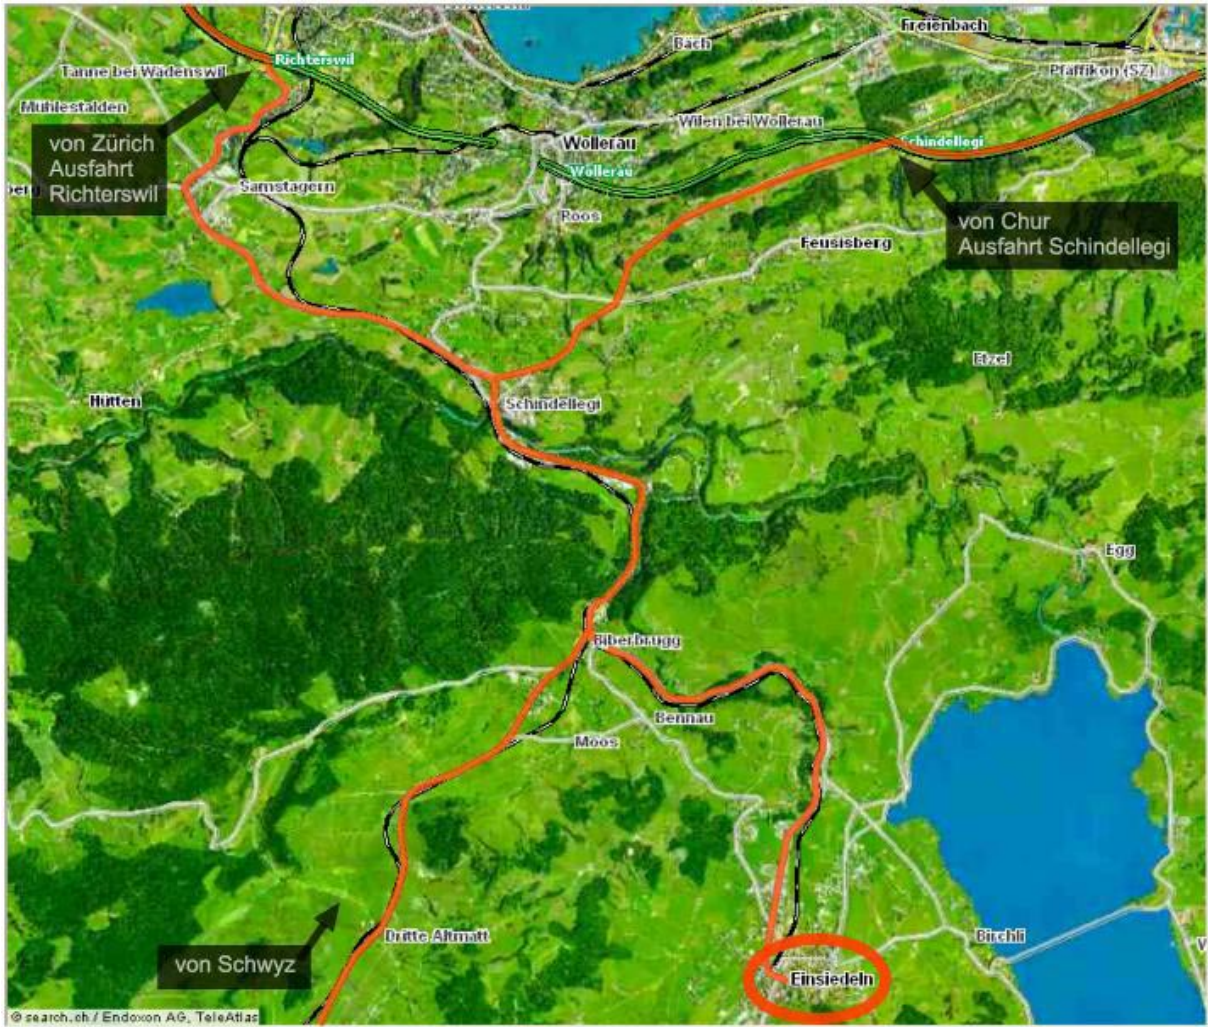 Freienbach
Bäch
Richterswil
Tanne bei Wädenswil
Pfäffikon (SZ)
Mühlestalden
Wilen bei Wollerau
von Zürich
Ausfahrt
Richterswil
Wollerau
Schindellegi
Wollerau
Samstagern
Roos
von Chur
Ausfahrt Schindellegi
Feusisberg
Etzel
Hütten
Schindellegi
Egg
Biberbrugg
Bennau
Moos
Dritte Altmatt
Birchli
von Schwyz
Einsiedeln
© search.ch / Endoxon AG, TeleAtlas